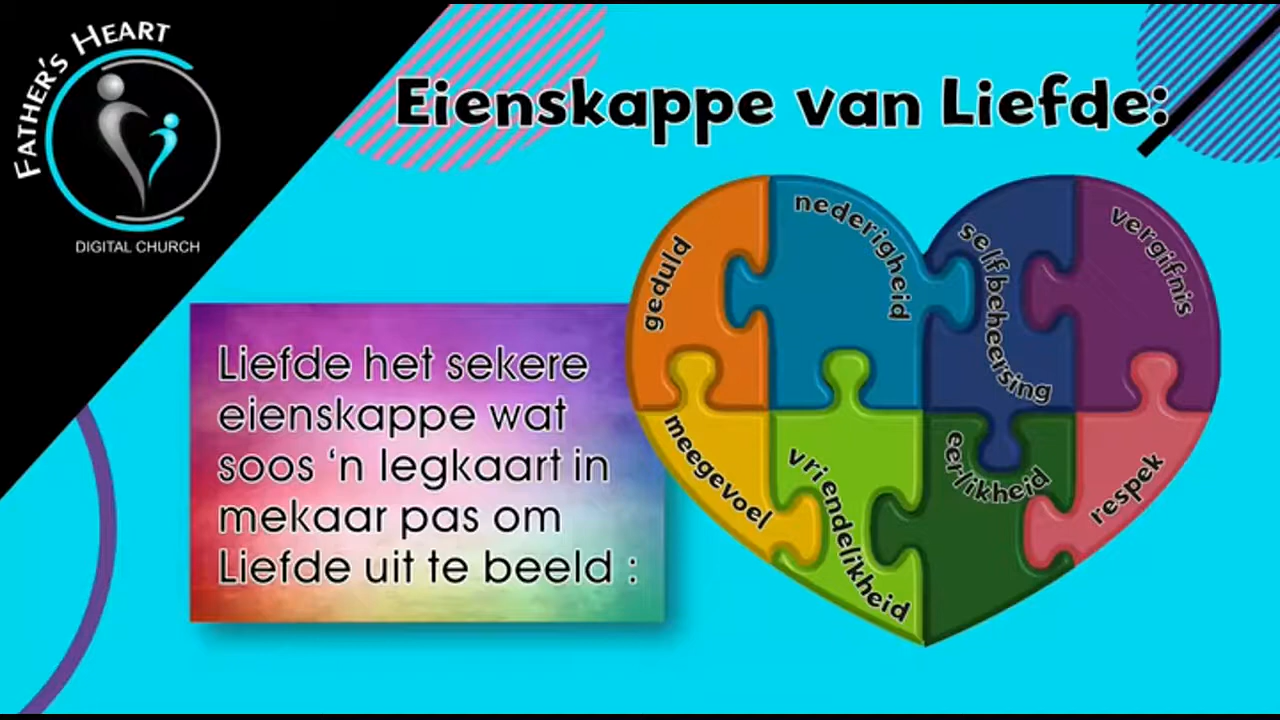 FATHER'S HEART
DIGITAL CHURCH
Eienskappe van Liefde:
Liefde het sekere
eienskappe wat
soos ‘n legkaart in
mekaar pas om
Liefde uit te beeld :
geduld
nederigheid
selfbeheersing
vergifnis
meegevoel
vriendelikheid
eerlikheid
respek